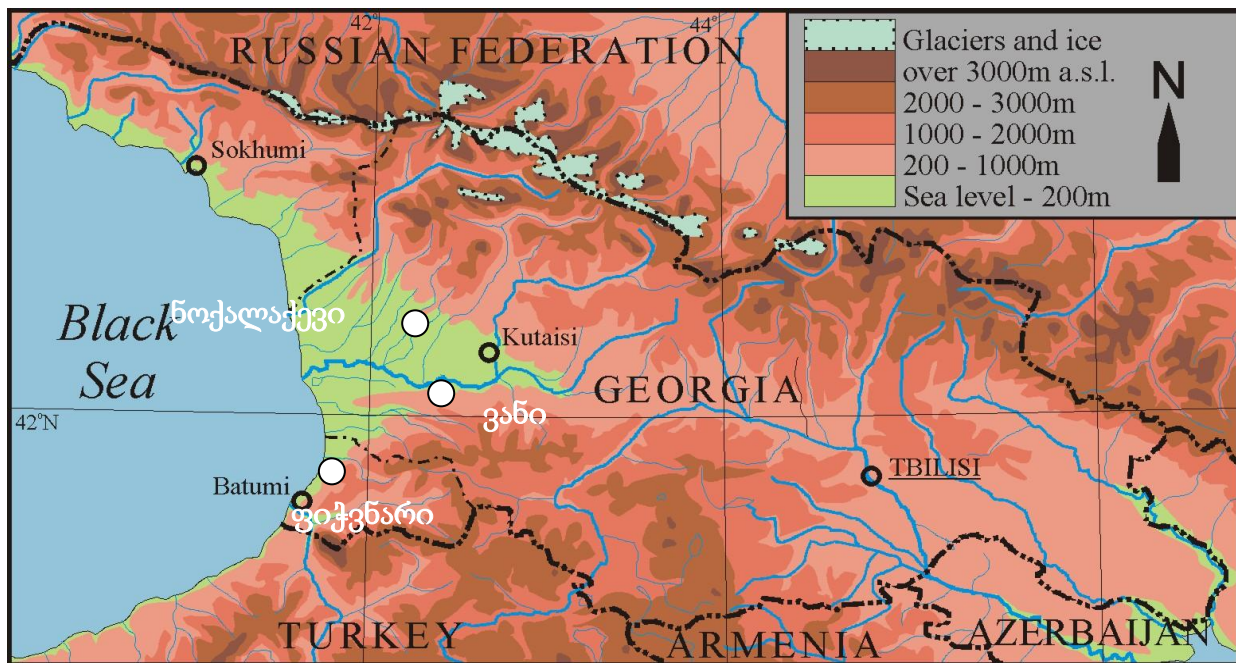 42°
44°
RUSSIAN FEDERATION
Glaciers and ice
over 3000m a.s.l.
2000 - 3000m
1000 - 2000m
200 - 1000m
Sea level - 200m
N
Sokhumi
Black
Sea
ნოქალაქევი
Kutaisi
GEORGIA
ვანი
42°N
TBILISI
Batumi
ფიჭვნარი
TURKEY
ARMENIA
AZERBAIJAN